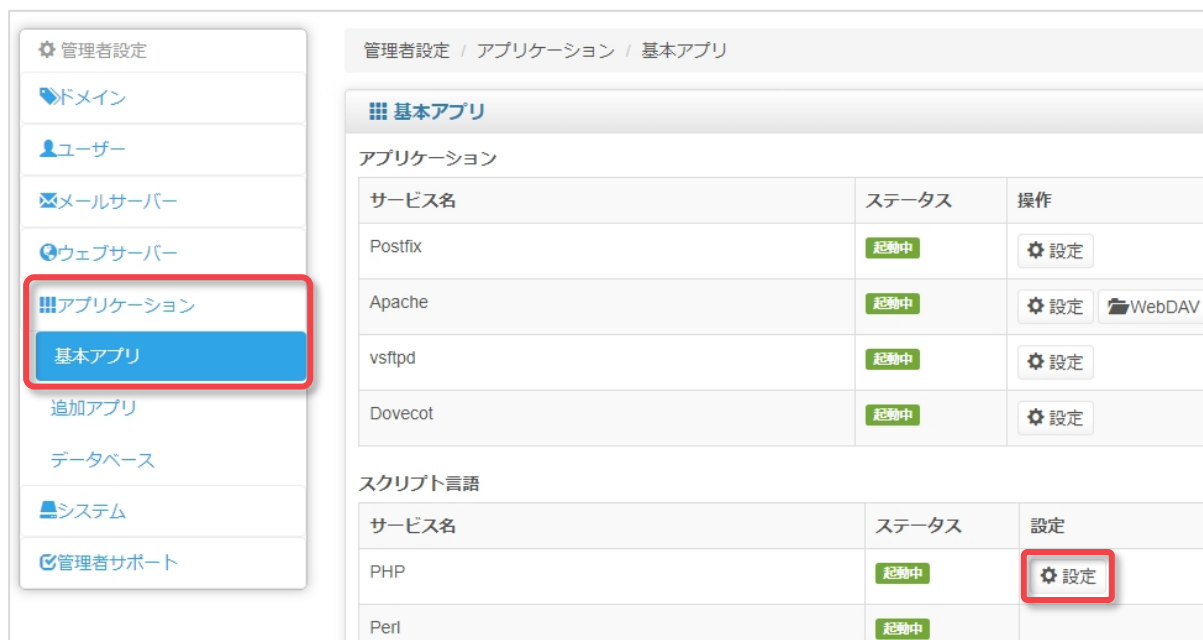 管理者設定
ドメイン
ユーザー
メールサーバー
ウェブサーバー
アプリケーション
基本アプリ
追加アプリ
データベース
システム
管理者サポート
管理者設定 / アプリケーション / 基本アプリ
基本アプリ
アプリケーション
サービス名 ステータス 操作
Postfix 起動中 設定
Apache 起動中 設定 WebDAV
vsftpd 起動中 設定
Dovecot 起動中 設定
スクリプト言語
サービス名 ステータス 設定
PHP 起動中 設定
Perl 起動中